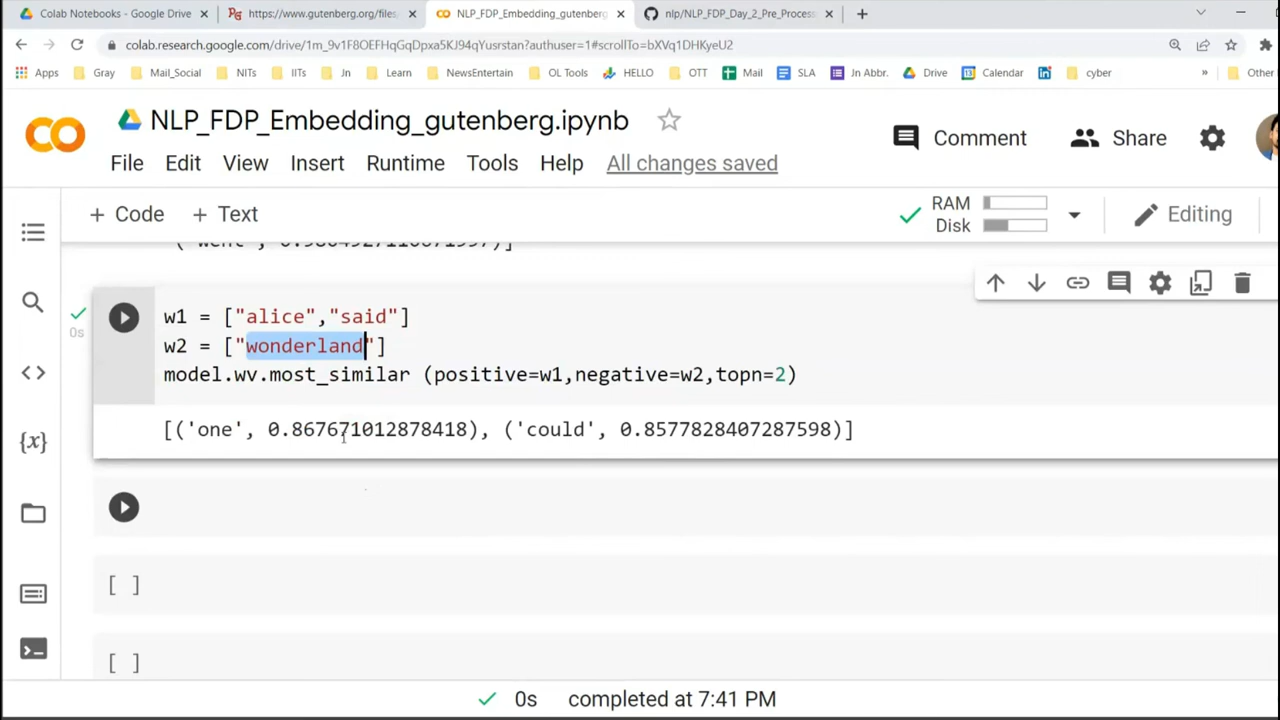 Colab Notebooks - Google Drive
https://www.gutenberg.org/files/
NLP_FDP_Embedding_gutenberg
nlp/NLP_FDP_Day_2_Pre_Process
colab.research.google.com/drive/1m_9v1F8OEFHqGqDpxa5KJ94qYusrstan?authuser=1#scrollTo=bXVq1DHKyeU2
Apps Gray Mail_Social NITs IITs Jn Learn NewsEntertain OL Tools HELLO OTT Mail SLA Jn Abbr. Drive Calendar cyber » Other
NLP_FDP_Embedding_gutenberg.ipynb
Comment Share
File Edit View Insert Runtime Tools Help All changes saved
+ Code + Text
RAM
Disk
Editing
w1 = ["alice","said"]
0s
w2 = ["wonderland"]
model.wv.most_similar (positive=w1,negative=w2,topn=2)
[('one', 0.867671012878418), ('could', 0.8577828407287598)]
[ ]
[ ]
0s completed at 7:41 PM